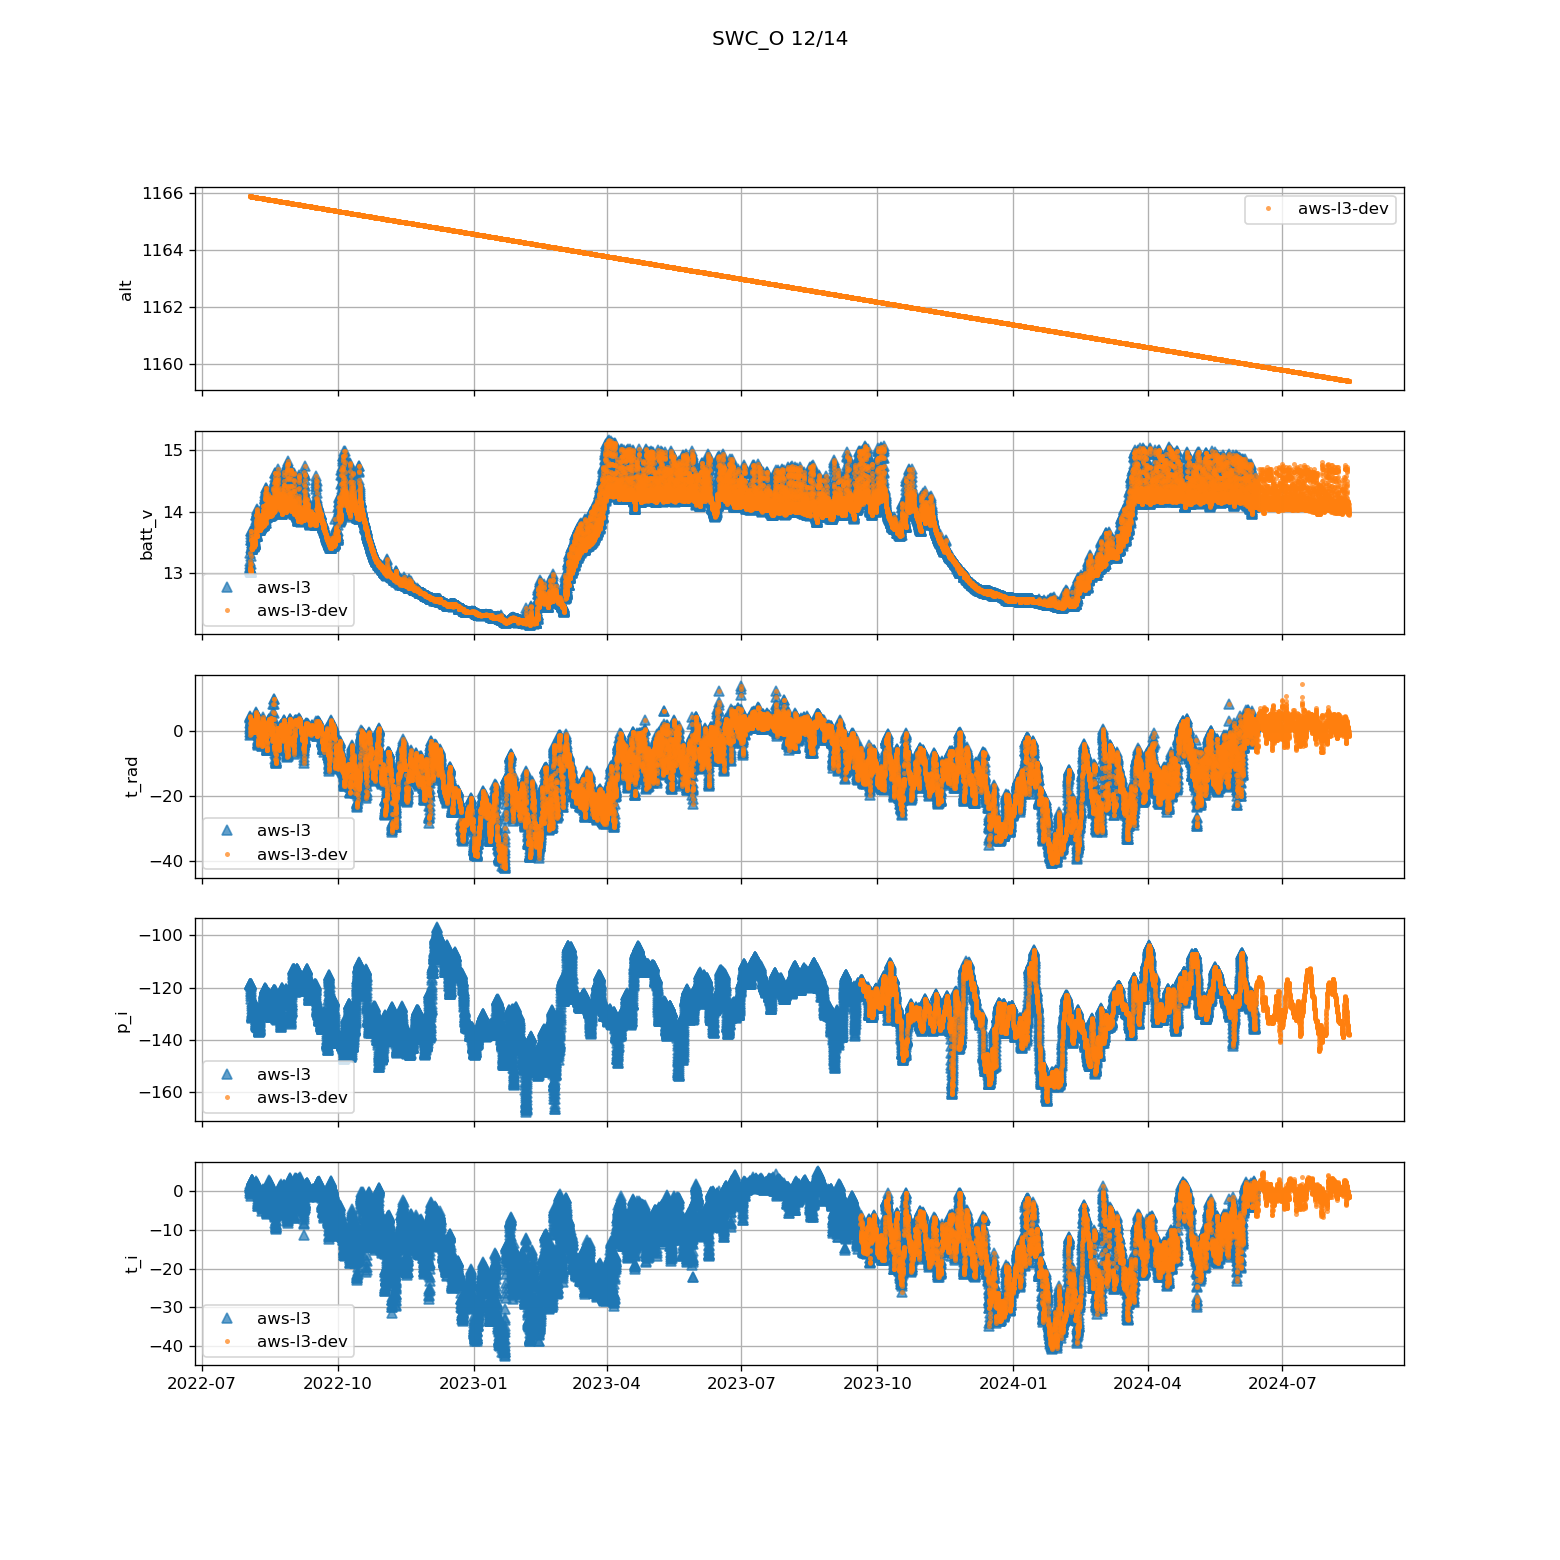 SWC_O 12/14
1166
1164
1162
1160
alt
aws-l3-dev
15
14
13
batt_v
aws-l3
aws-l3-dev
0
−20
−40
t_rad
aws-l3
aws-l3-dev
−100
−120
−140
−160
p_i
aws-l3
aws-l3-dev
0
−10
−20
−30
−40
t_i
aws-l3
aws-l3-dev
2022-07 2022-10 2023-01 2023-04 2023-07 2023-10 2024-01 2024-04 2024-07